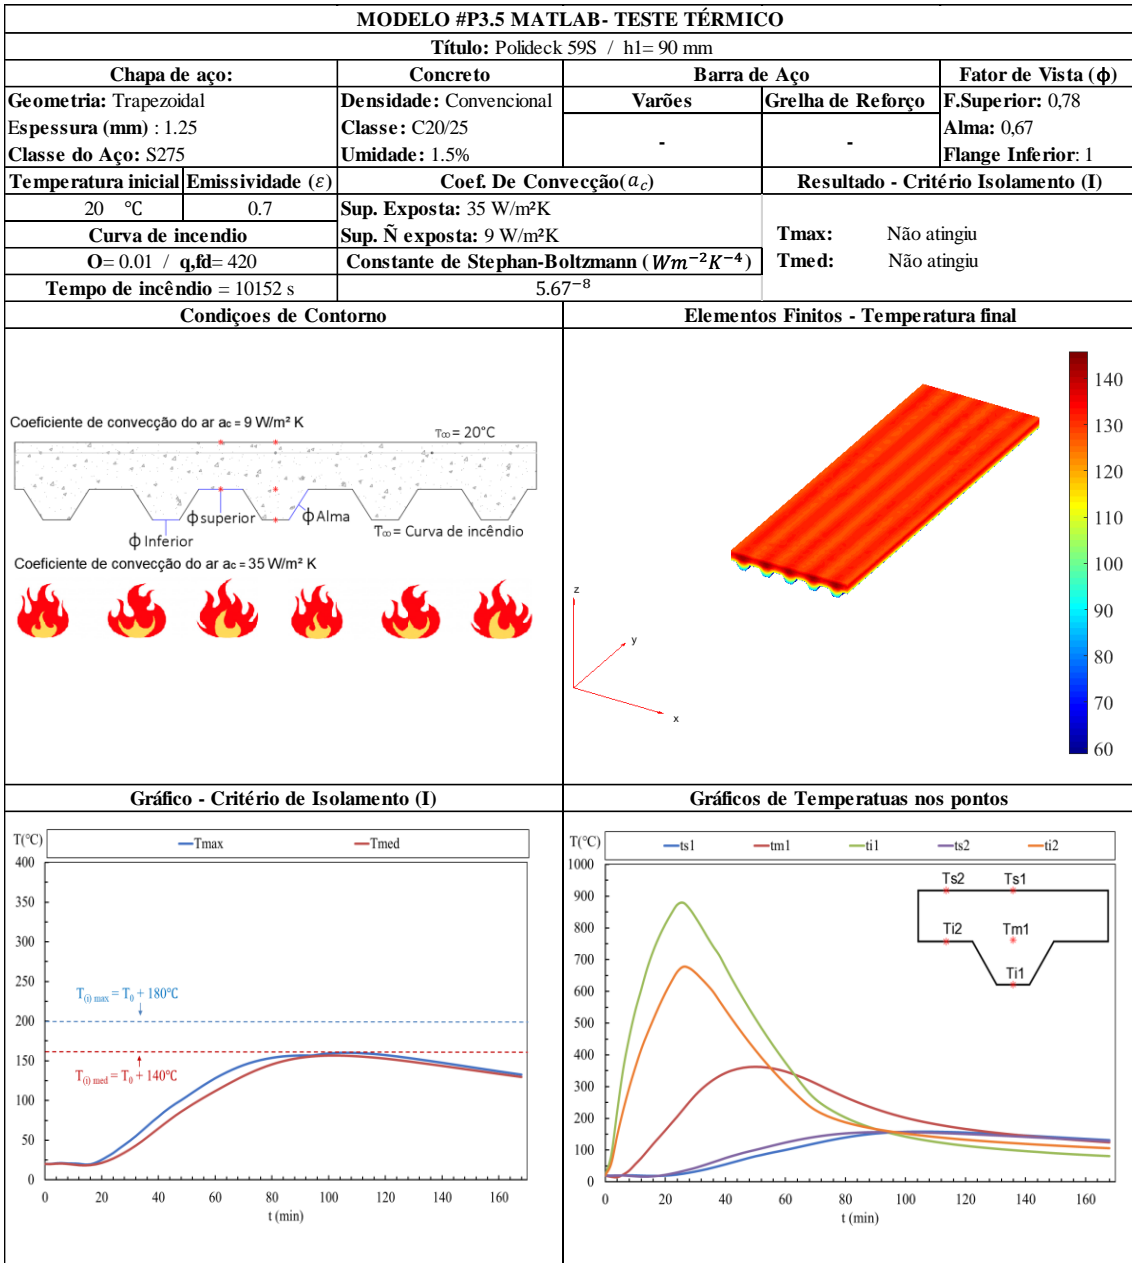 MODELO #P3.5 MATLAB- TESTE TÉRMICO
Título: Polideck 59S / h1= 90 mm
Chapa de aço:
Concreto
Barra de Aço
Fator de Vista (ϕ)
Geometria: Trapezoidal
Espessura (mm) : 1.25
Classe do Aço: S275
Densidade: Convencional
Classe: C20/25
Umidade: 1.5%
Varões
Grelha de Reforço
-
-
F.Superior: 0,78
Alma: 0,67
Flange Inferior: 1
Temperatura inicial
Emissividade (ε)
Coef. De Convecção(a_c)
Resultado - Critério Isolamento (I)
20 °C
0.7
Sup. Exposta: 35 W/m²K
Sup. Ñ exposta: 9 W/m²K
Tmax: Não atingiu
Tmed: Não atingiu
Curva de incendio
O= 0.01 / q,fd= 420
Constante de Stephan-Boltzmann (Wm⁻²K⁻⁴)
Tempo de incêndio = 10152 s
5.67⁻⁸
Condiçoes de Contorno
Elementos Finitos - Temperatura final
Coeficiente de convecção do ar ac = 9 W/m² K
T∞ = 20°C
ϕ superior
ϕ Alma
ϕ Inferior
T∞ = Curva de incêndio
Coeficiente de convecção do ar ac = 35 W/m² K
z
y
x
140
130
120
110
100
90
80
70
60
Gráfico - Critério de Isolamento (I)
Gráficos de Temperatuas nos pontos
T(°C)
Tmax
Tmed
400
350
300
250
200
150
100
50
0
T(i) max = T0 + 180°C
T(i) med = T0 + 140°C
0 20 40 60 80 100 120 140 160
t (min)
T(°C)
ts1
tm1
ti1
ts2
ti2
1000
900
800
700
600
500
400
300
200
100
0
Ts2
Ts1
Ti2
Tm1
Ti1
0 20 40 60 80 100 120 140 160
t (min)